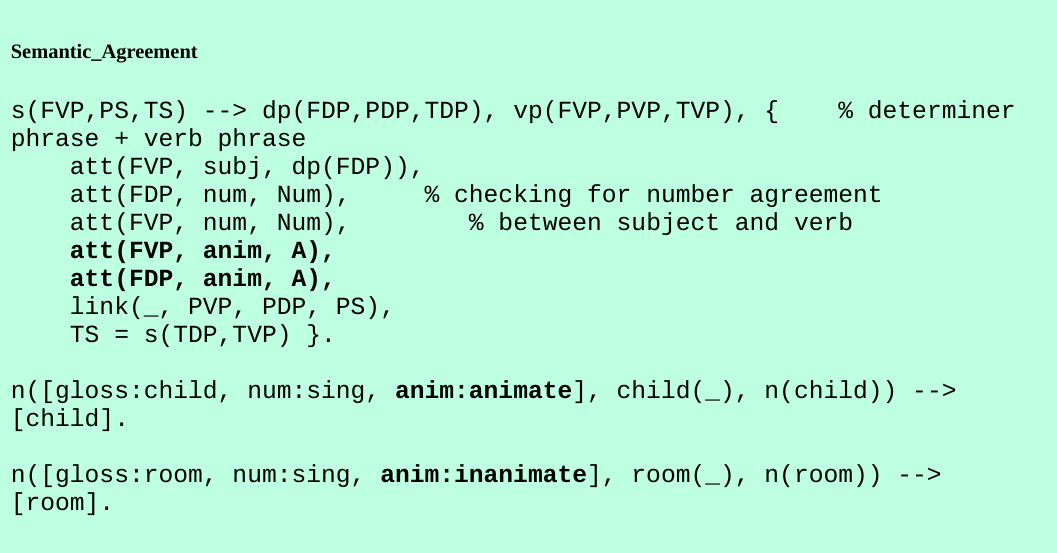 Semantic_Agreement
s(FVP,PS,TS) --> dp(FDP,PDP,TDP), vp(FVP,PVP,TVP), {    % determiner
phrase + verb phrase
    att(FVP, subj, dp(FDP)),
    att(FDP, num, Num),     % checking for number agreement
    att(FVP, num, Num),        % between subject and verb
    att(FVP, anim, A),
    att(FDP, anim, A),
    link(_, PVP, PDP, PS),
    TS = s(TDP,TVP) }.
n([gloss:child, num:sing, anim:animate], child(_), n(child)) -->
[child].
n([gloss:room, num:sing, anim:inanimate], room(_), n(room)) -->
[room].